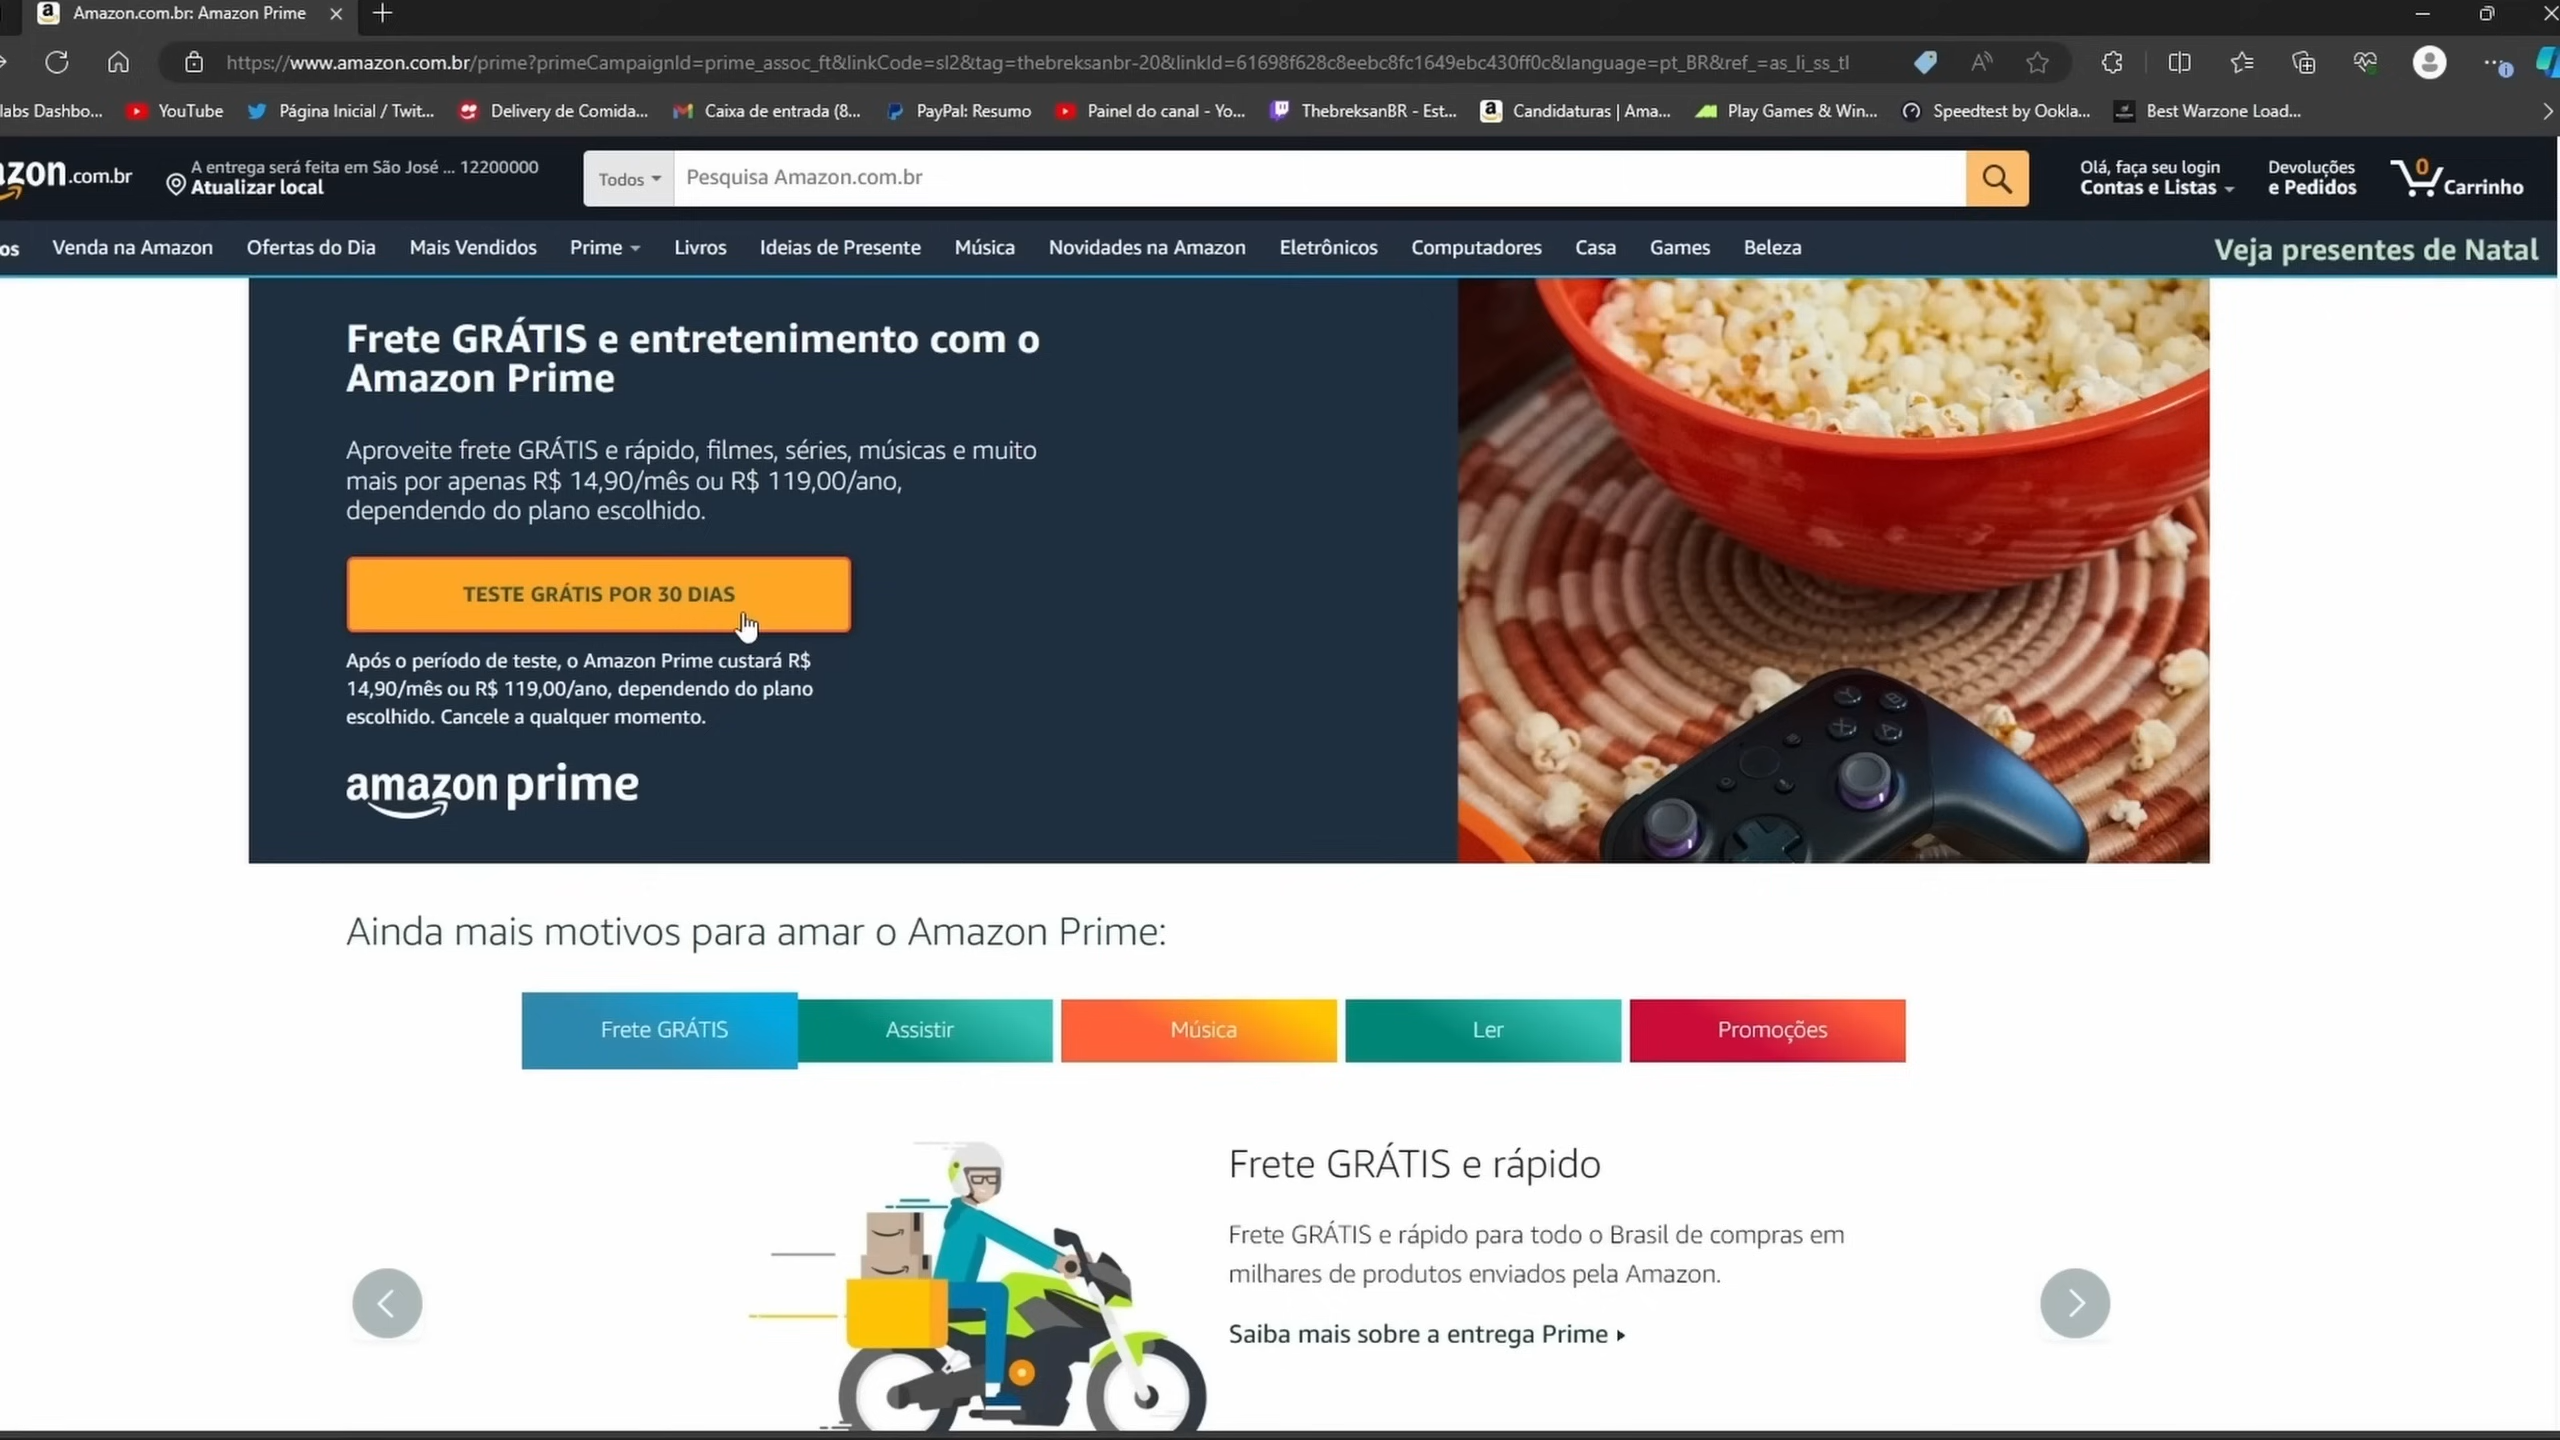 Amazon.com.br: Amazon Prime
https://www.amazon.com.br/prime?primeCampaignId=prime_assoc_ft&linkCode=sl2&tag=thebreksanbr-20&linkId=61698f628c8eebc8fc1649ebc430ff0c&language=pt_BR&ref_=as_li_ss_tl
labs Dashbo... YouTube Página Inicial / Twit... Delivery de Comida... Caixa de entrada (8... PayPal: Resumo Painel do canal - Yo... ThebreksanBR - Est... Candidaturas | Ama... Play Games & Win... Speedtest by Ookla... Best Warzone Load...
azon.com.br
A entrega será feita em São José ... 12200000
Atualizar local
Todos
Pesquisa Amazon.com.br
Olá, faça seu login
Contas e Listas
Devoluções
e Pedidos
0
Carrinho
os Venda na Amazon Ofertas do Dia Mais Vendidos Prime Livros Ideias de Presente Música Novidades na Amazon Eletrônicos Computadores Casa Games Beleza Veja presentes de Natal
Frete GRÁTIS e entretenimento com o
Amazon Prime
Aproveite frete GRÁTIS e rápido, filmes, séries, músicas e muito
mais por apenas R$ 14,90/mês ou R$ 119,00/ano,
dependendo do plano escolhido.
TESTE GRÁTIS POR 30 DIAS
Após o período de teste, o Amazon Prime custará R$
14,90/mês ou R$ 119,00/ano, dependendo do plano
escolhido. Cancele a qualquer momento.
amazon prime
Y B X A
Ainda mais motivos para amar o Amazon Prime:
Frete GRÁTIS Assistir Música Ler Promoções
Frete GRÁTIS e rápido
Frete GRÁTIS e rápido para todo o Brasil de compras em
milhares de produtos enviados pela Amazon.
Saiba mais sobre a entrega Prime